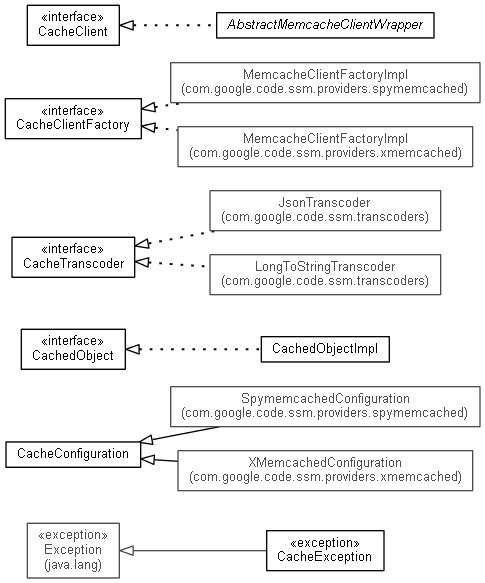 «interface»
CacheClient
AbstractMemcacheClientWrapper
«interface»
CacheClientFactory
MemcacheClientFactoryImpl
(com.google.code.ssm.providers.spymemcached)
MemcacheClientFactoryImpl
(com.google.code.ssm.providers.xmemcached)
«interface»
CacheTranscoder
JsonTranscoder
(com.google.code.ssm.transcoders)
LongToStringTranscoder
(com.google.code.ssm.transcoders)
«interface»
CachedObject
CachedObjectImpl
CacheConfiguration
SpymemcachedConfiguration
(com.google.code.ssm.providers.spymemcached)
XMemcachedConfiguration
(com.google.code.ssm.providers.xmemcached)
«exception»
Exception
(java.lang)
«exception»
CacheException